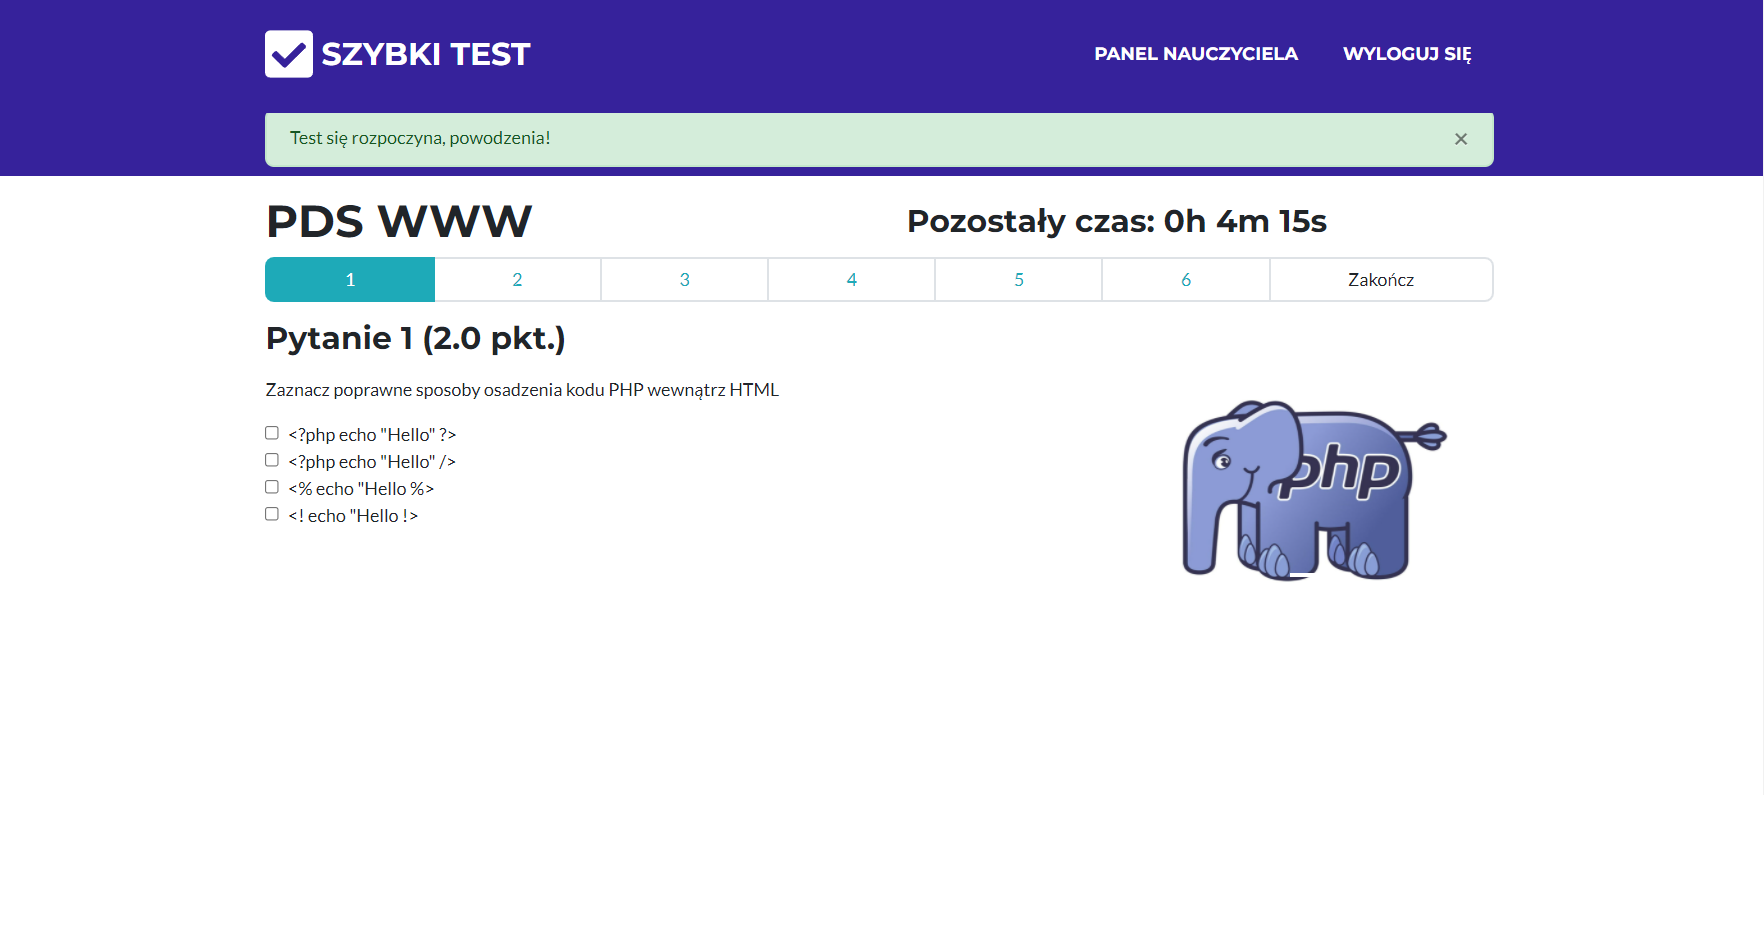 SZYBKI TEST
PANEL NAUCZYCIELA
WYLOGUJ SIĘ
Test się rozpoczyna, powodzenia!
×
PDS WWW
Pozostały czas: 0h 4m 15s
1 2 3 4 5 6 Zakończ
Pytanie 1 (2.0 pkt.)
Zaznacz poprawne sposoby osadzenia kodu PHP wewnątrz HTML
<?php echo "Hello" ?>
<?php echo "Hello" />
<% echo "Hello %>
<! echo "Hello !>
php